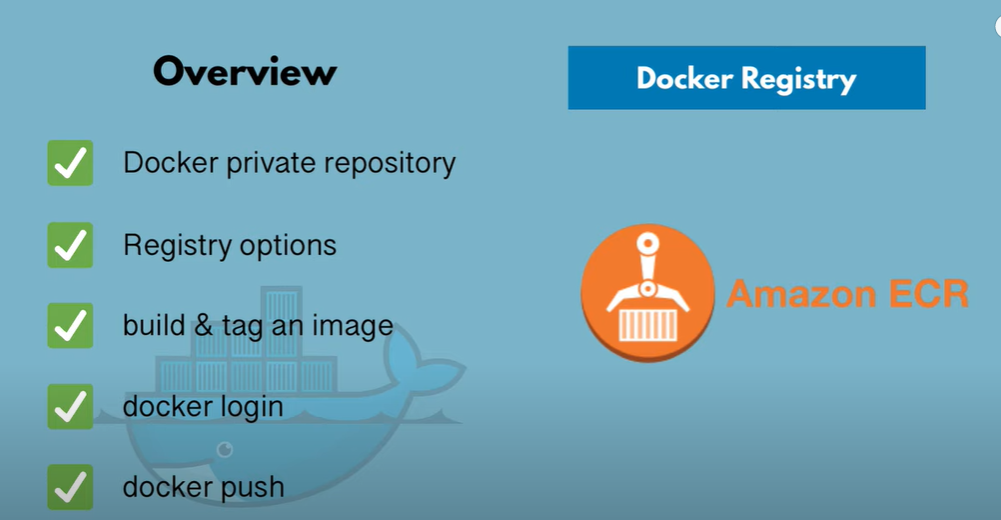 Overview
Docker private repository
Registry options
build & tag an image
docker login
docker push
Docker Registry
Amazon ECR